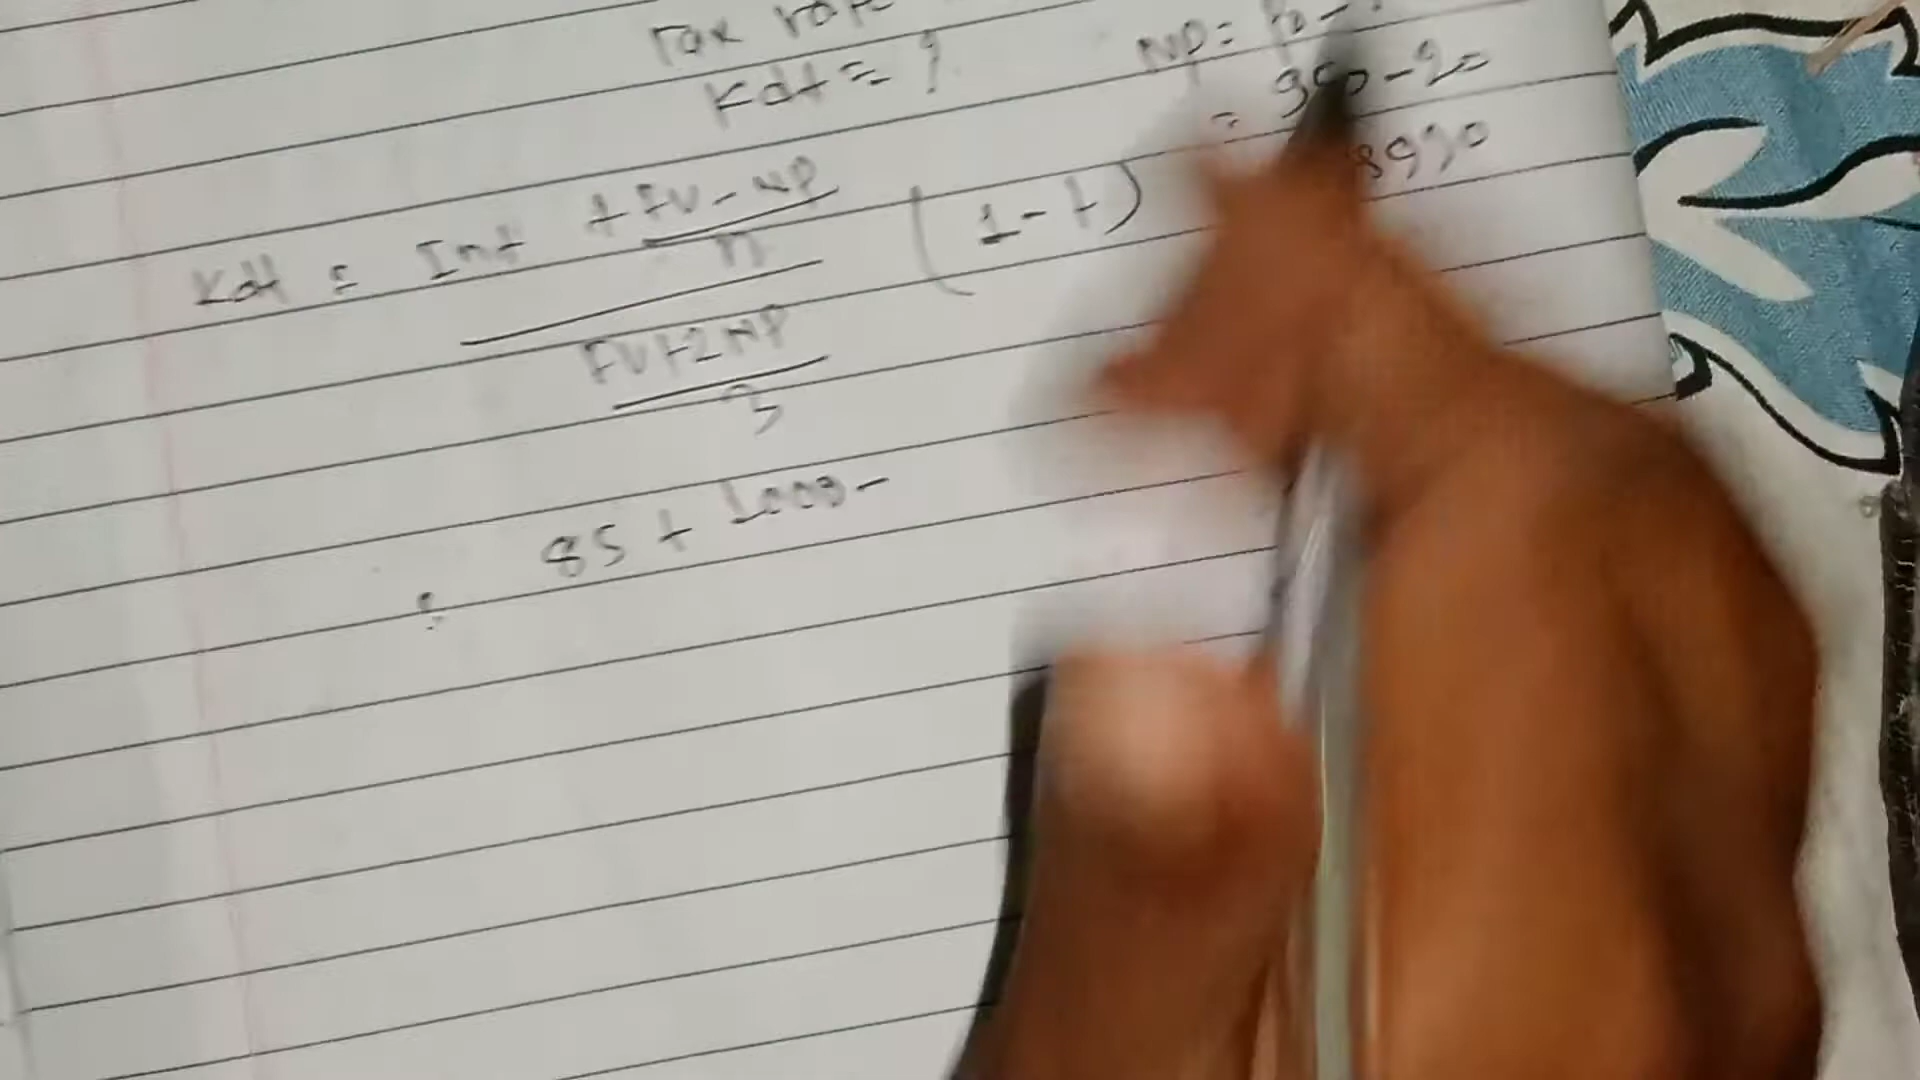 Tax rate
Kdt = ?
NP =
= 950-20
Kdt = Int + FV-NP (1-t)
n
FV+2NP
3
= 85 + 1000-